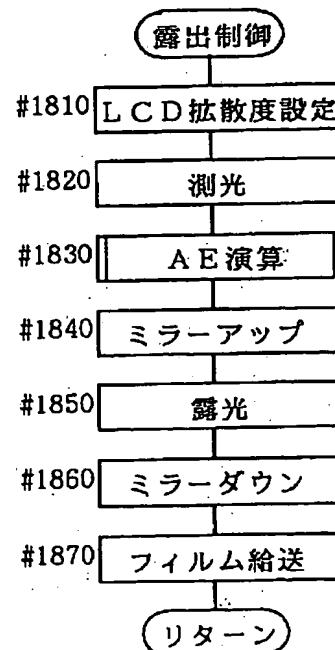 露出制御
#1810 LCD拡散度設定
#1820 測光
#1830 AE演算
#1840 ミラーアップ
#1850 露光
#1860 ミラーダウン
#1870 フィルム給送
リターン